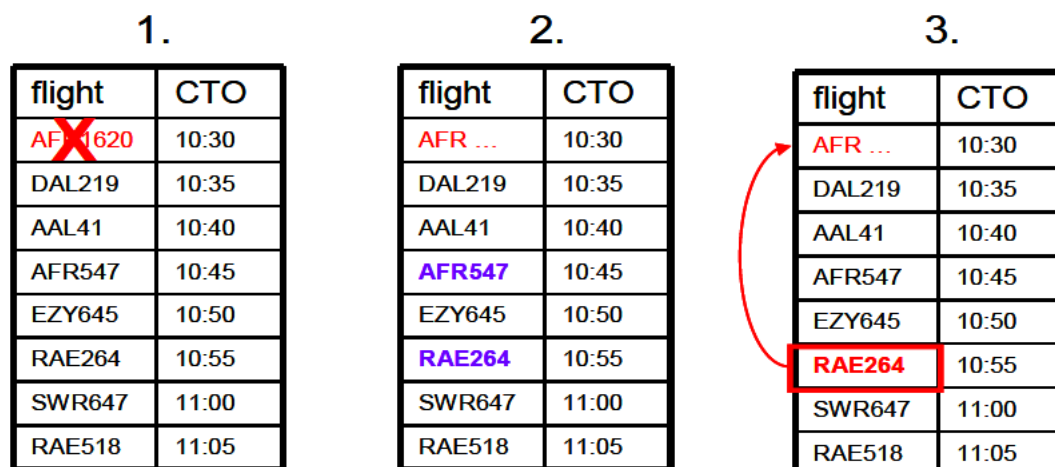 1.
flight CTO
AFR1620 10:30
DAL219 10:35
AAL41 10:40
AFR547 10:45
EZY645 10:50
RAE264 10:55
SWR647 11:00
RAE518 11:05
2.
flight CTO
AFR ... 10:30
DAL219 10:35
AAL41 10:40
AFR547 10:45
EZY645 10:50
RAE264 10:55
SWR647 11:00
RAE518 11:05
3.
flight CTO
AFR ... 10:30
DAL219 10:35
AAL41 10:40
AFR547 10:45
EZY645 10:50
RAE264 10:55
SWR647 11:00
RAE518 11:05